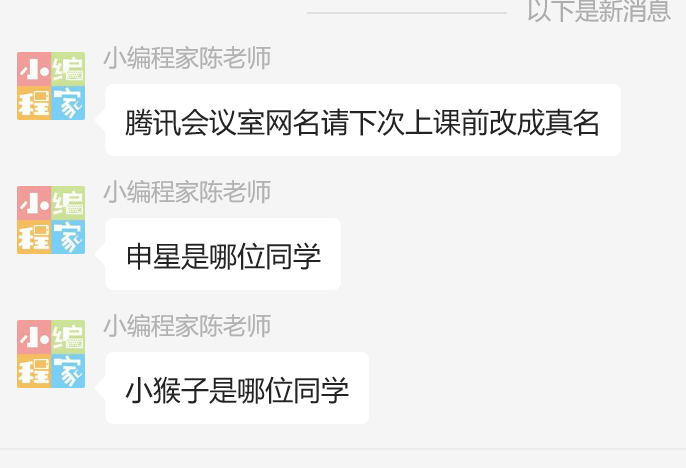 以下是新消息
小编程家陈老师
小编
程家
腾讯会议室网名请下次上课前改成真名
小编程家陈老师
小编
程家
申星是哪位同学
小编程家陈老师
小编
程家
小猴子是哪位同学